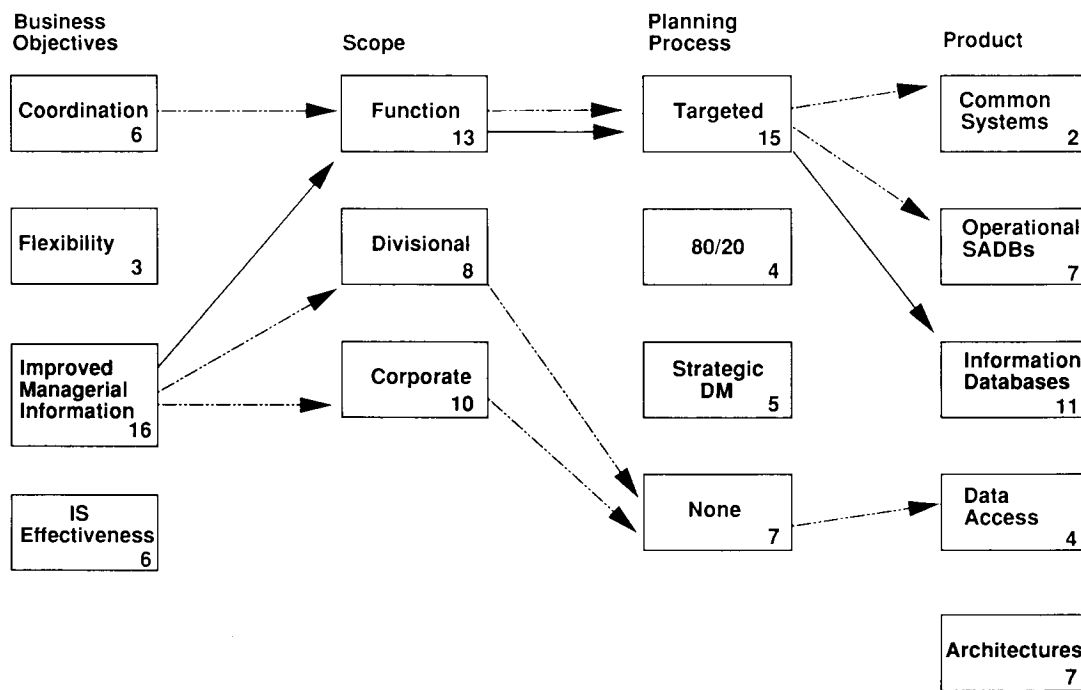 Business
Objectives
Scope
Planning
Process
Product
Coordination
6
Function
13
Targeted
15
Common
Systems
2
Flexibility
3
Divisional
8
80/20
4
Operational
SADBs
7
Improved
Managerial
Information
16
Corporate
10
Strategic
DM
5
Information
Databases
11
IS
Effectiveness
6
None
7
Data
Access
4
Architectures
7